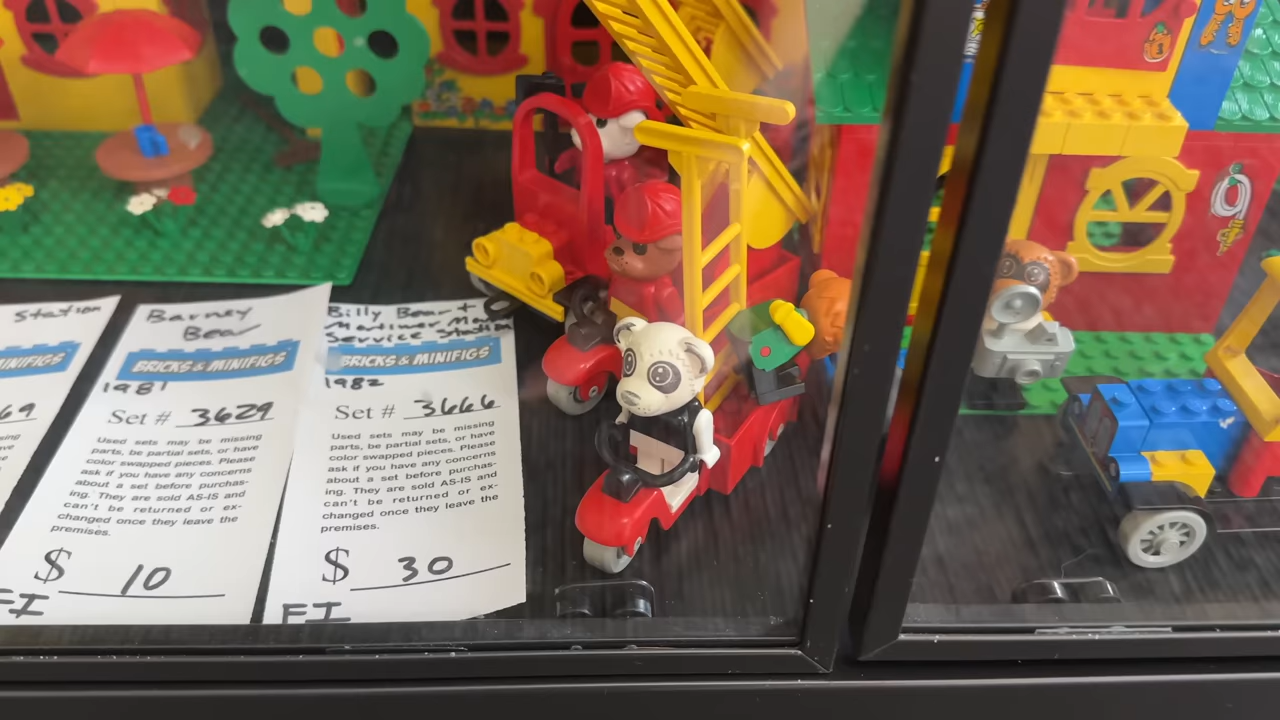 Station
INIFIGS
69
Barney
Bear
BRICKS & MINIFIGS
1981
Set # 3629
Used sets may be missing
parts, be partial sets, or have
color swapped pieces. Please
ask if you have any concerns
about a set before purchas-
ing. They are sold AS-IS and
can't be returned or ex-
changed once they leave the
premises.
$ 10
FI
Billy Bear +
Mortimer
Service Station
BRICKS & MINIFIGS
1982
Set # 3666
Used sets may be missing
parts, be partial sets, or have
color swapped pieces. Please
ask if you have any concerns
about a set before purchas-
ing. They are sold AS-IS and
can't be returned or ex-
changed once they leave the
premises.
$ 30
FI